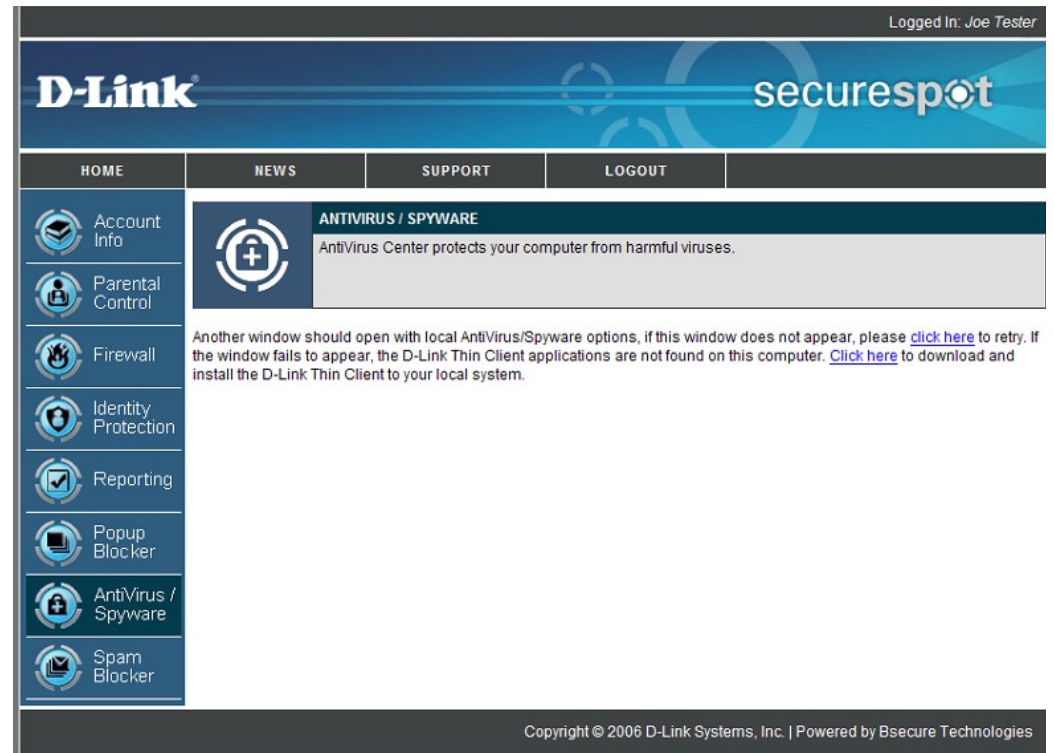 Logged In: Joe Tester
D-Link®
securespot
HOME
NEWS
SUPPORT
LOGOUT
Account
Info
Parental
Control
Firewall
Identity
Protection
Reporting
Popup
Blocker
AntiVirus /
Spyware
Spam
Blocker
ANTIVIRUS / SPYWARE
AntiVirus Center protects your computer from harmful viruses.
Another window should open with local AntiVirus/Spyware options, if this window does not appear, please click here to retry. If
the window fails to appear, the D-Link Thin Client applications are not found on this computer. Click here to download and
install the D-Link Thin Client to your local system.
Copyright © 2006 D-Link Systems, Inc. | Powered by Bsecure Technologies